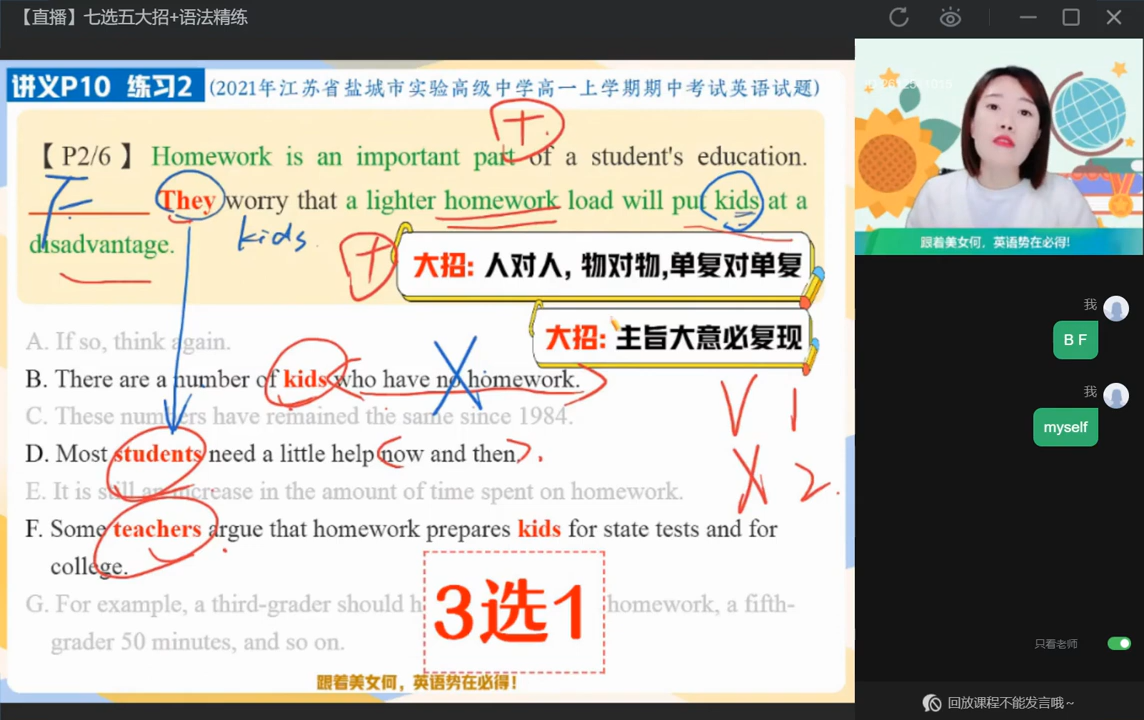 【直播】七选五大招+语法精练
讲义P10 练习2 (2021年江苏省盐城市实验高级中学高一上学期期中考试英语试题)
【 P2/6 】 Homework is an important part of a student's education.
They worry that a lighter homework load will put kids at a
disadvantage.
kids
大招: 人对人, 物对物,单复对单复
大招: 主旨大意必复现
A. If so, think again.
B. There are a number of kids who have no homework.
C. These numbers have remained the same since 1984.
D. Most students need a little help now and then.
E. It is still an increase in the amount of time spent on homework.
F. Some teachers argue that homework prepares kids for state tests and for
college.
G. For example, a third-grader should h
homework, a fifth-
grader 50 minutes, and so on.
3选1
1
2.
跟着美女何，英语势在必得!
跟着美女何，英语势在必得!
我
B F
我
myself
只看老师
回放课程不能发言哦~